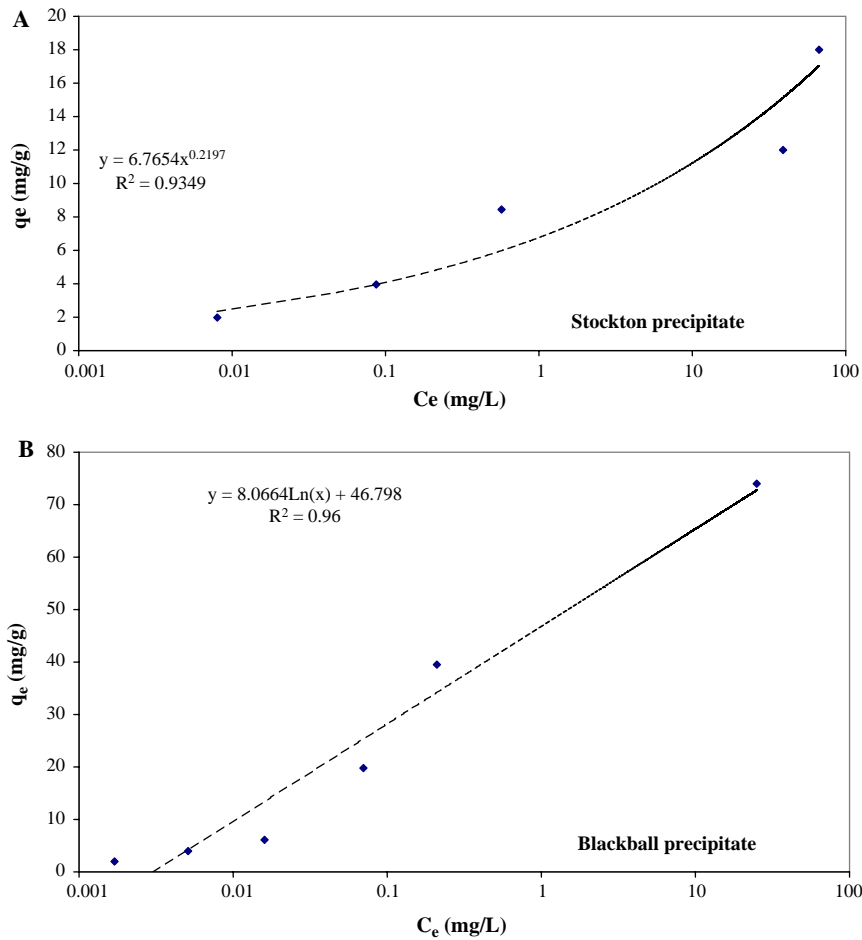 A
20
18
16
14
12
10
8
6
4
2
0
qe (mg/g)
y = 6.7654x^0.2197
R² = 0.9349
Stockton precipitate
0.001 0.01 0.1 1 10 100
Ce (mg/L)
B
80
70
60
50
40
30
20
10
0
qₑ (mg/g)
y = 8.0664Ln(x) + 46.798
R² = 0.96
Blackball precipitate
0.001 0.01 0.1 1 10 100
Cₑ (mg/L)